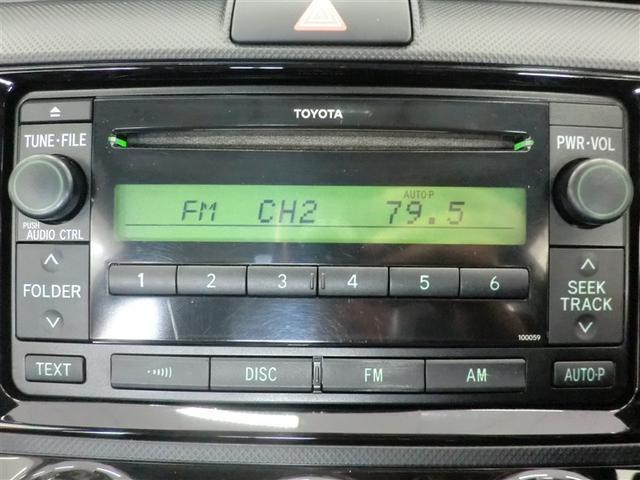 TOYOTA
TUNE·FILE
PWR·VOL
AUTO·P
FM CH2 79.5
PUSH
AUDIO CTRL
1 2 3 4 5 6
FOLDER
SEEK
TRACK
100059
TEXT
DISC
FM
AM
AUTO·P